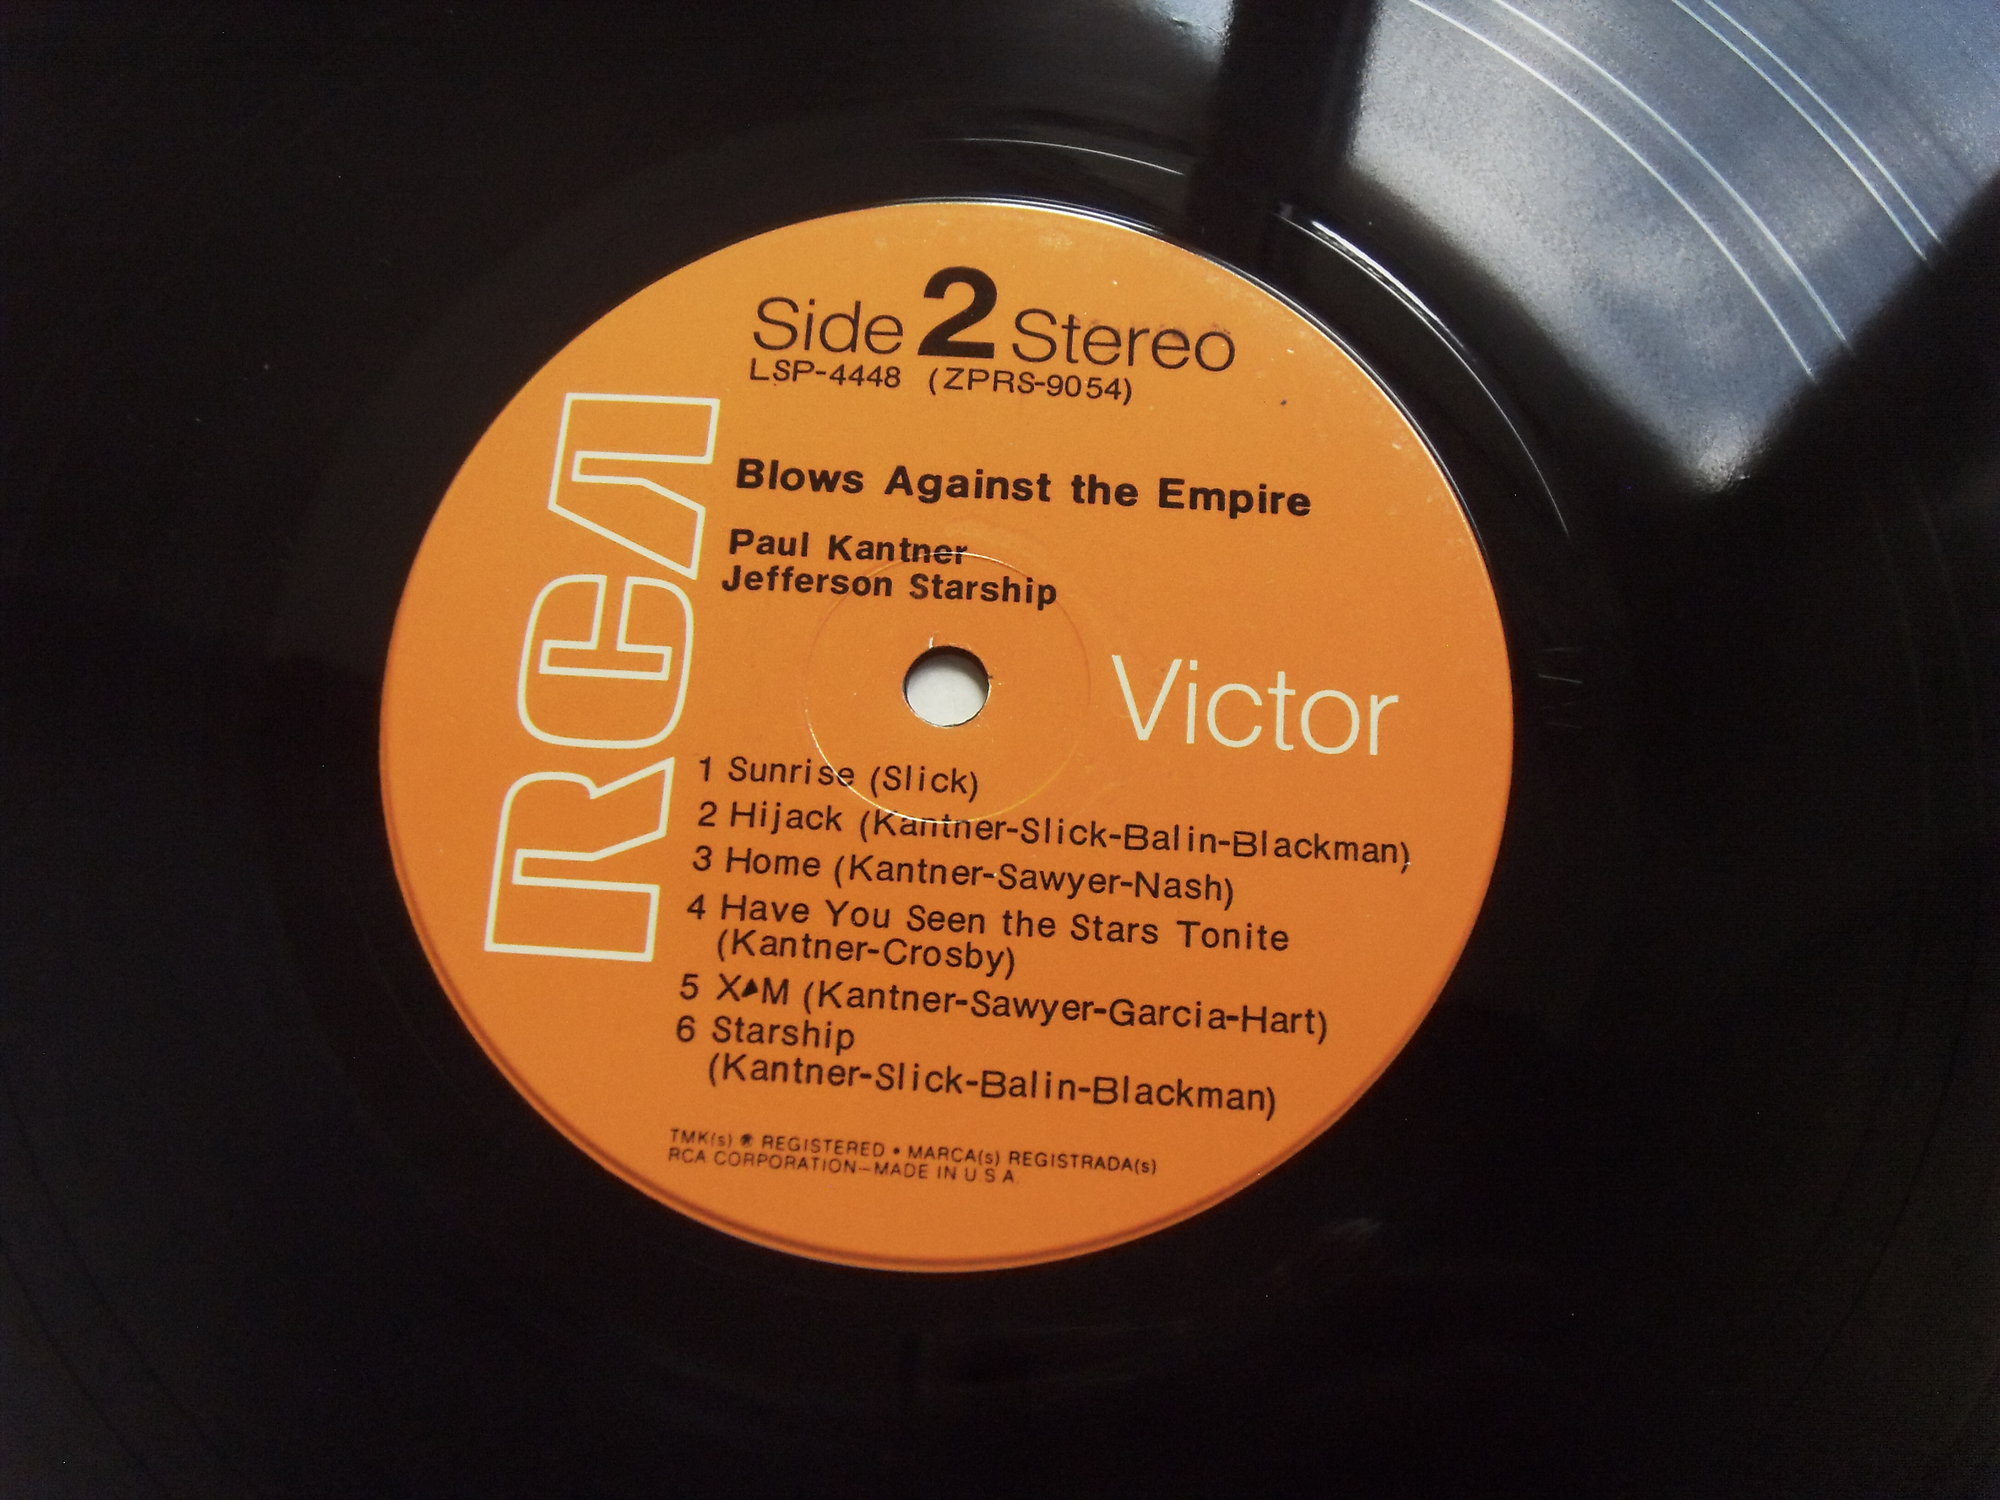 Side 2 Stereo
LSP-4448 (ZPRS-9054)
RCA
Blows Against the Empire
Paul Kantner
Jefferson Starship
Victor
1 Sunrise (Slick)
2 Hijack (Kantner-Slick-Balin-Blackman)
3 Home (Kantner-Sawyer-Nash)
4 Have You Seen the Stars Tonite
(Kantner-Crosby)
5 X▲M (Kantner-Sawyer-Garcia-Hart)
6 Starship
(Kantner-Slick-Balin-Blackman)
TMK(s) ® REGISTERED • MARCA(s) REGISTRADA(s)
RCA CORPORATION—MADE IN U.S.A.